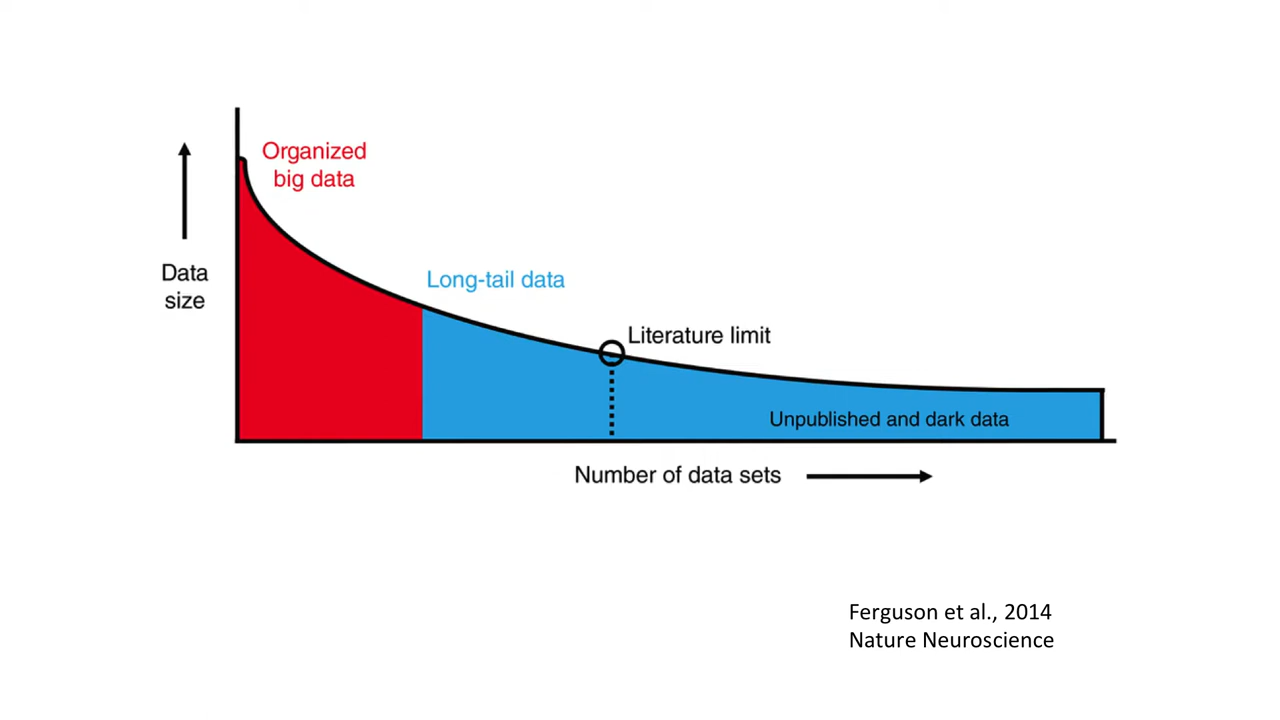 Organized
big data
Data
size
Long-tail data
Literature limit
Unpublished and dark data
Number of data sets
Ferguson et al., 2014
Nature Neuroscience